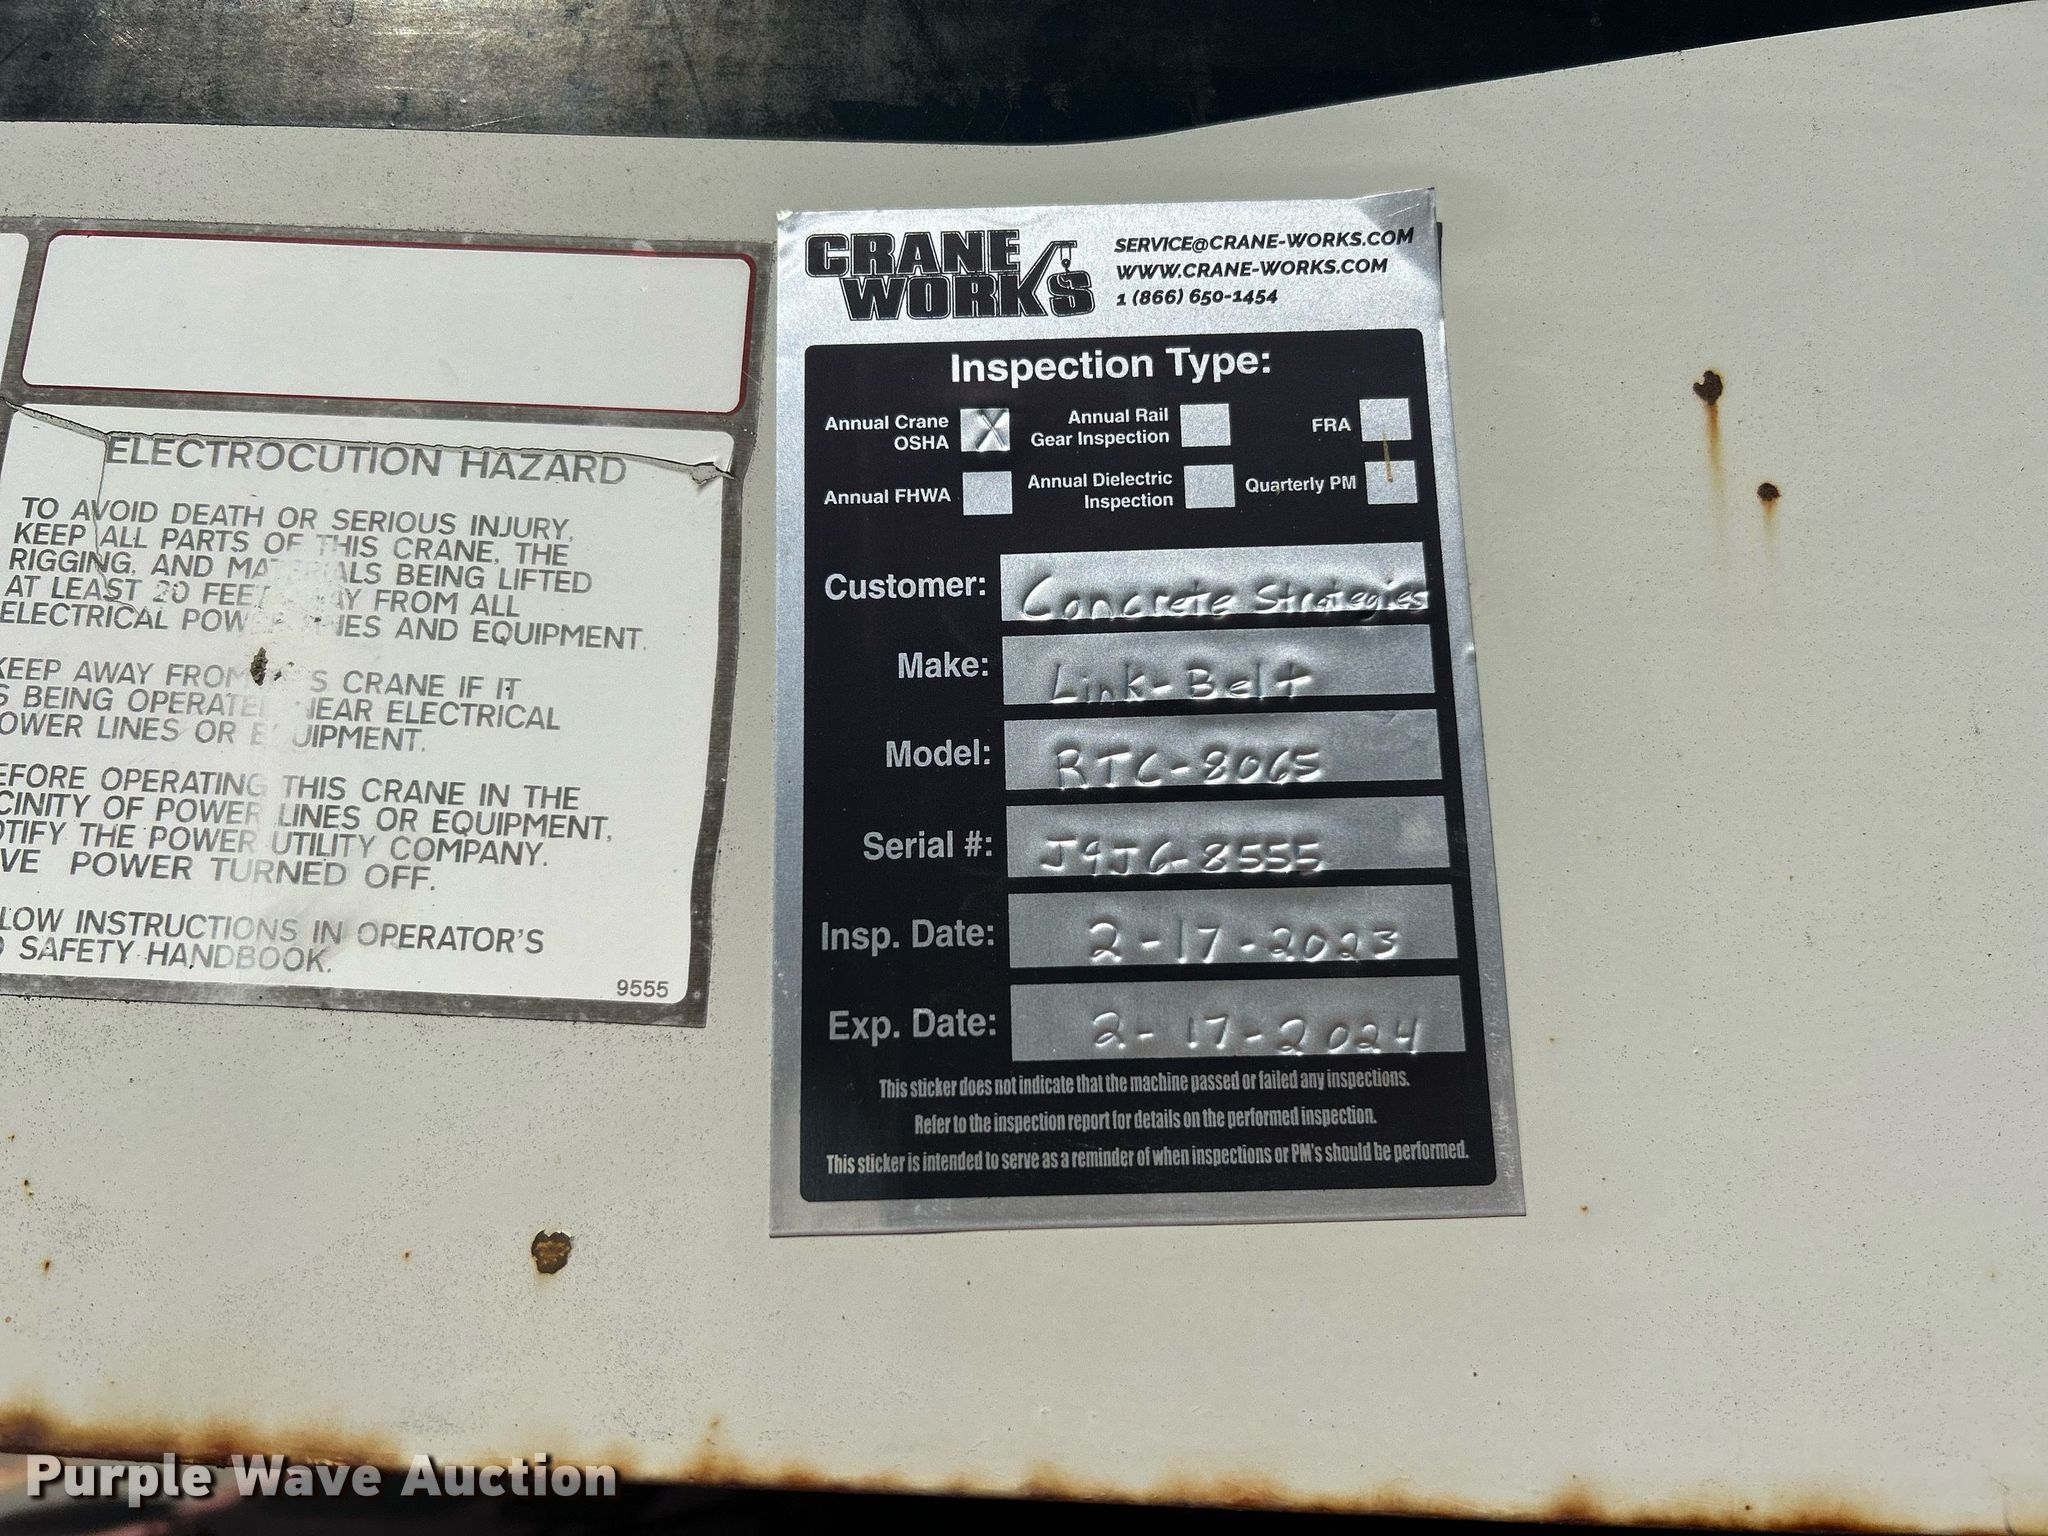 ELECTROCUTION HAZARD
TO AVOID DEATH OR SERIOUS INJURY,
KEEP ALL PARTS OF THIS CRANE, THE
RIGGING, AND MATERIALS BEING LIFTED
AT LEAST 20 FEET AWAY FROM ALL
ELECTRICAL POWER LINES AND EQUIPMENT.
KEEP AWAY FROM THIS CRANE IF IT
S BEING OPERATED NEAR ELECTRICAL
OWER LINES OR EQUIPMENT.
EFORE OPERATING THIS CRANE IN THE
CINITY OF POWER LINES OR EQUIPMENT,
OTIFY THE POWER UTILITY COMPANY.
VE POWER TURNED OFF.
LOW INSTRUCTIONS IN OPERATOR'S
SAFETY HANDBOOK.
9555
CRANE WORKS
SERVICE@CRANE-WORKS.COM
WWW.CRANE-WORKS.COM
1 (866) 650-1454
Inspection Type:
Annual Crane OSHA X
Annual Rail Gear Inspection
FRA
Annual FHWA
Annual Dielectric Inspection
Quarterly PM
Customer: Concrete Strategies
Make: Link-Belt
Model: RTC-8065
Serial #: J9J6-8555
Insp. Date: 2-17-2023
Exp. Date: 2-17-2024
This sticker does not indicate that the machine passed or failed any inspections.
Refer to the inspection report for details on the performed inspection.
This sticker is intended to serve as a reminder of when inspections or PM's should be performed.
Purple Wave Auction